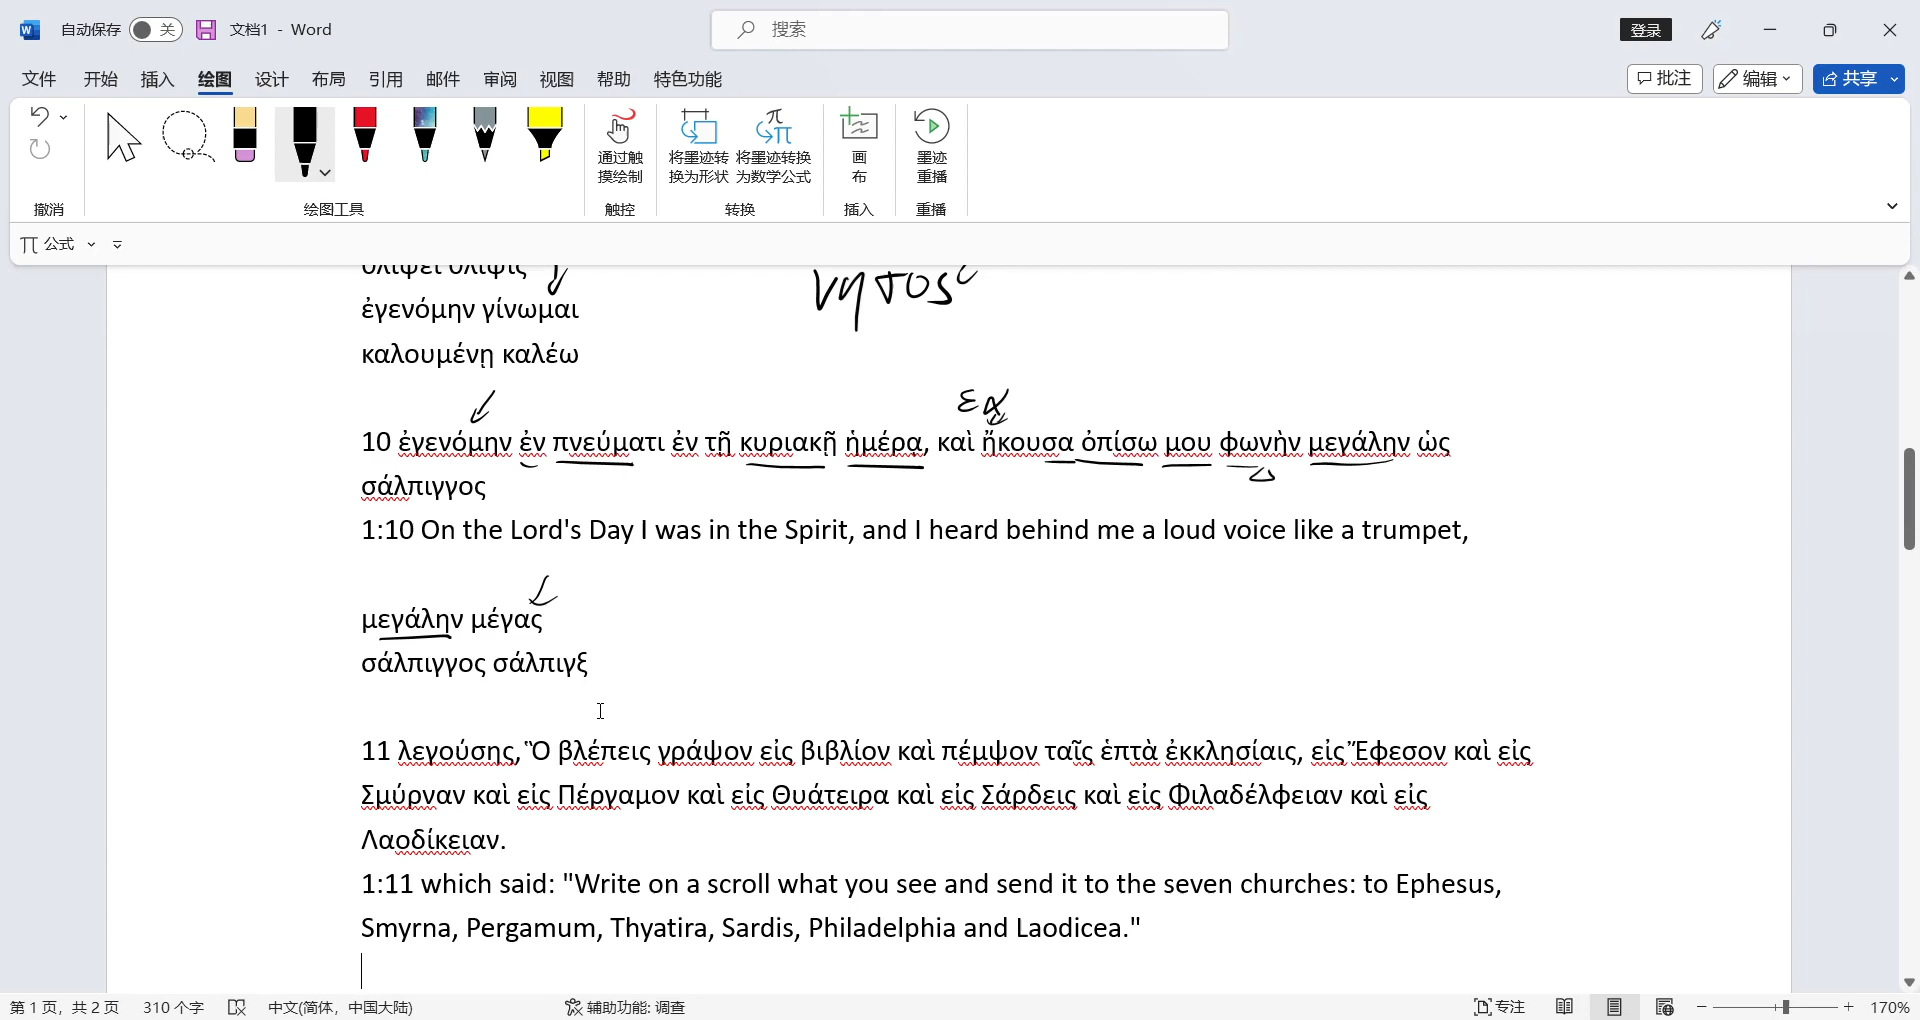 自动保存 关 文档1 - Word 搜索 登录
文件 开始 插入 绘图 设计 布局 引用 邮件 审阅 视图 帮助 特色功能 批注 编辑 共享
通过触摸绘制 将墨迹转换为形状 将墨迹转换为数学公式 画布 墨迹重播
撤消 绘图工具 触控 转换 插入 重播
公式
θλίψει θλίψις
νητος
ἐγενόμην γίνωμαι
καλουμένῃ καλέω
εα
10 ἐγενόμην ἐν πνεύματι ἐν τῇ κυριακῇ ἡμέρᾳ, καὶ ἤκουσα ὀπίσω μου φωνὴν μεγάλην ὡς
σάλπιγγος
1:10 On the Lord's Day I was in the Spirit, and I heard behind me a loud voice like a trumpet,
μεγάλην μέγας
σάλπιγγος σάλπιγξ
11 λεγούσης, Ὃ βλέπεις γράψον εἰς βιβλίον καὶ πέμψον ταῖς ἑπτὰ ἐκκλησίαις, εἰς Ἔφεσον καὶ εἰς
Σμύρναν καὶ εἰς Πέργαμον καὶ εἰς Θυάτειρα καὶ εἰς Σάρδεις καὶ εἰς Φιλαδέλφειαν καὶ εἰς
Λαοδίκειαν.
1:11 which said: "Write on a scroll what you see and send it to the seven churches: to Ephesus,
Smyrna, Pergamum, Thyatira, Sardis, Philadelphia and Laodicea."
第 1 页，共 2 页 310 个字 中文(简体，中国大陆) 辅助功能: 调查 专注 170%